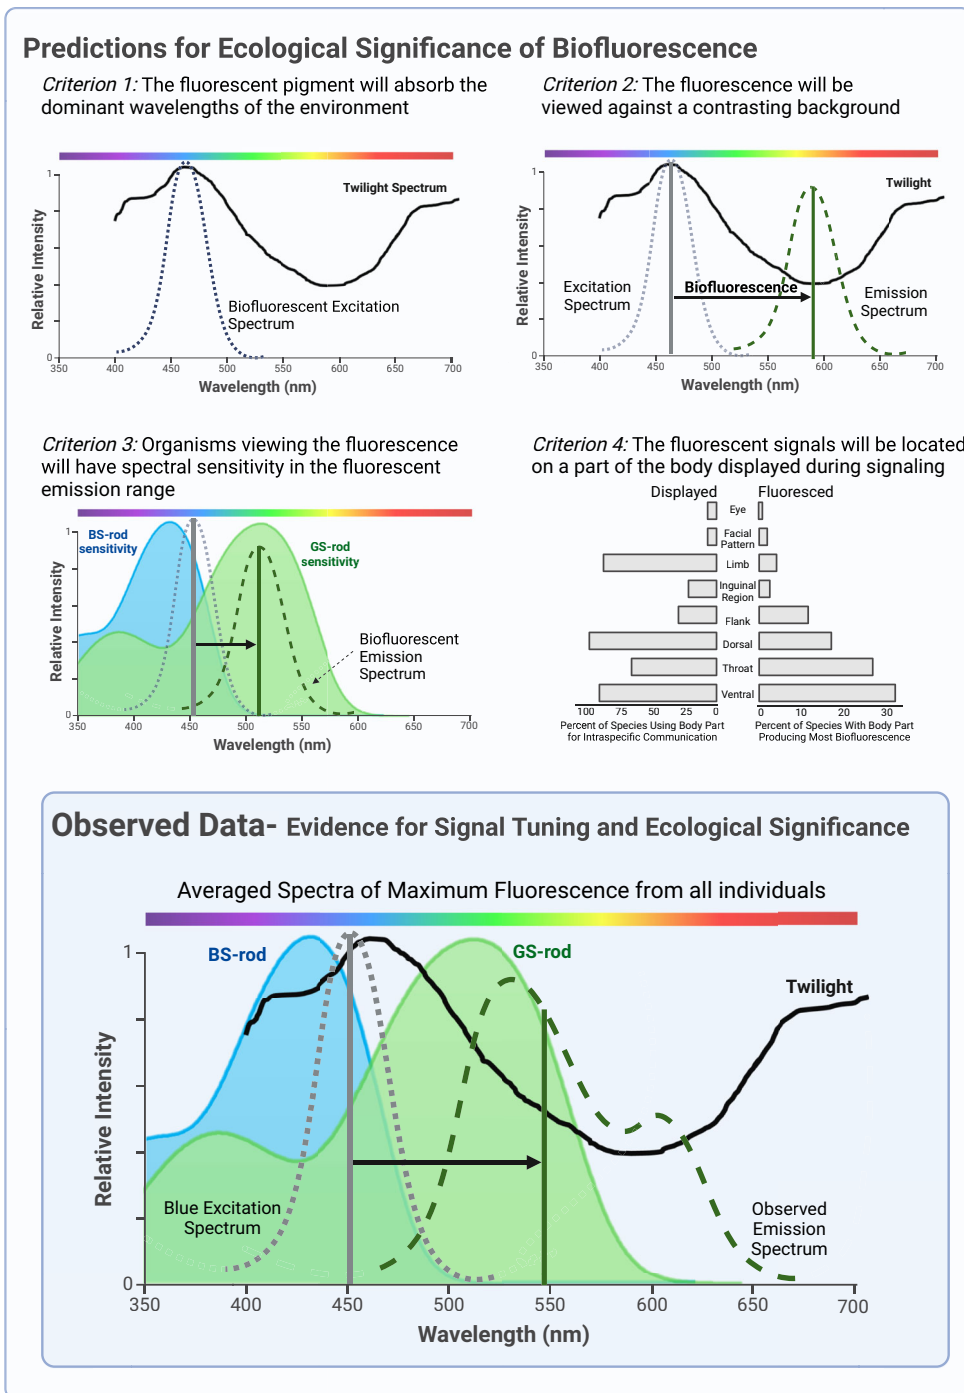 Predictions for Ecological Significance of Biofluorescence
Criterion 1: The fluorescent pigment will absorb the
dominant wavelengths of the environment
1
0
Relative Intensity
Twilight Spectrum
Biofluorescent Excitation
Spectrum
350 400 450 500 550 600 650 700
Wavelength (nm)
Criterion 2: The fluorescence will be
viewed against a contrasting background
1
0
Relative Intensity
Twilight
Excitation
Spectrum
Biofluorescence
Emission
Spectrum
350 400 450 500 550 600 650 700
Wavelength (nm)
Criterion 3: Organisms viewing the fluorescence
will have spectral sensitivity in the fluorescent
emission range
1
0
Relative Intensity
BS-rod
sensitivity
GS-rod
sensitivity
Biofluorescent
Emission
Spectrum
350 400 450 500 550 600 650 700
Wavelength (nm)
Criterion 4: The fluorescent signals will be located
on a part of the body displayed during signaling
Displayed Fluoresced
Eye
Facial
Pattern
Limb
Inguinal
Region
Flank
Dorsal
Throat
Ventral
100 75 50 25 0
0 10 20 30
Percent of Species Using Body Part
for Intraspecific Communication
Percent of Species With Body Part
Producing Most Biofluorescence
Observed Data- Evidence for Signal Tuning and Ecological Significance
Averaged Spectra of Maximum Fluorescence from all individuals
1
0
Relative Intensity
BS-rod
GS-rod
Twilight
Blue Excitation
Spectrum
Observed
Emission
Spectrum
350 400 450 500 550 600 650 700
Wavelength (nm)